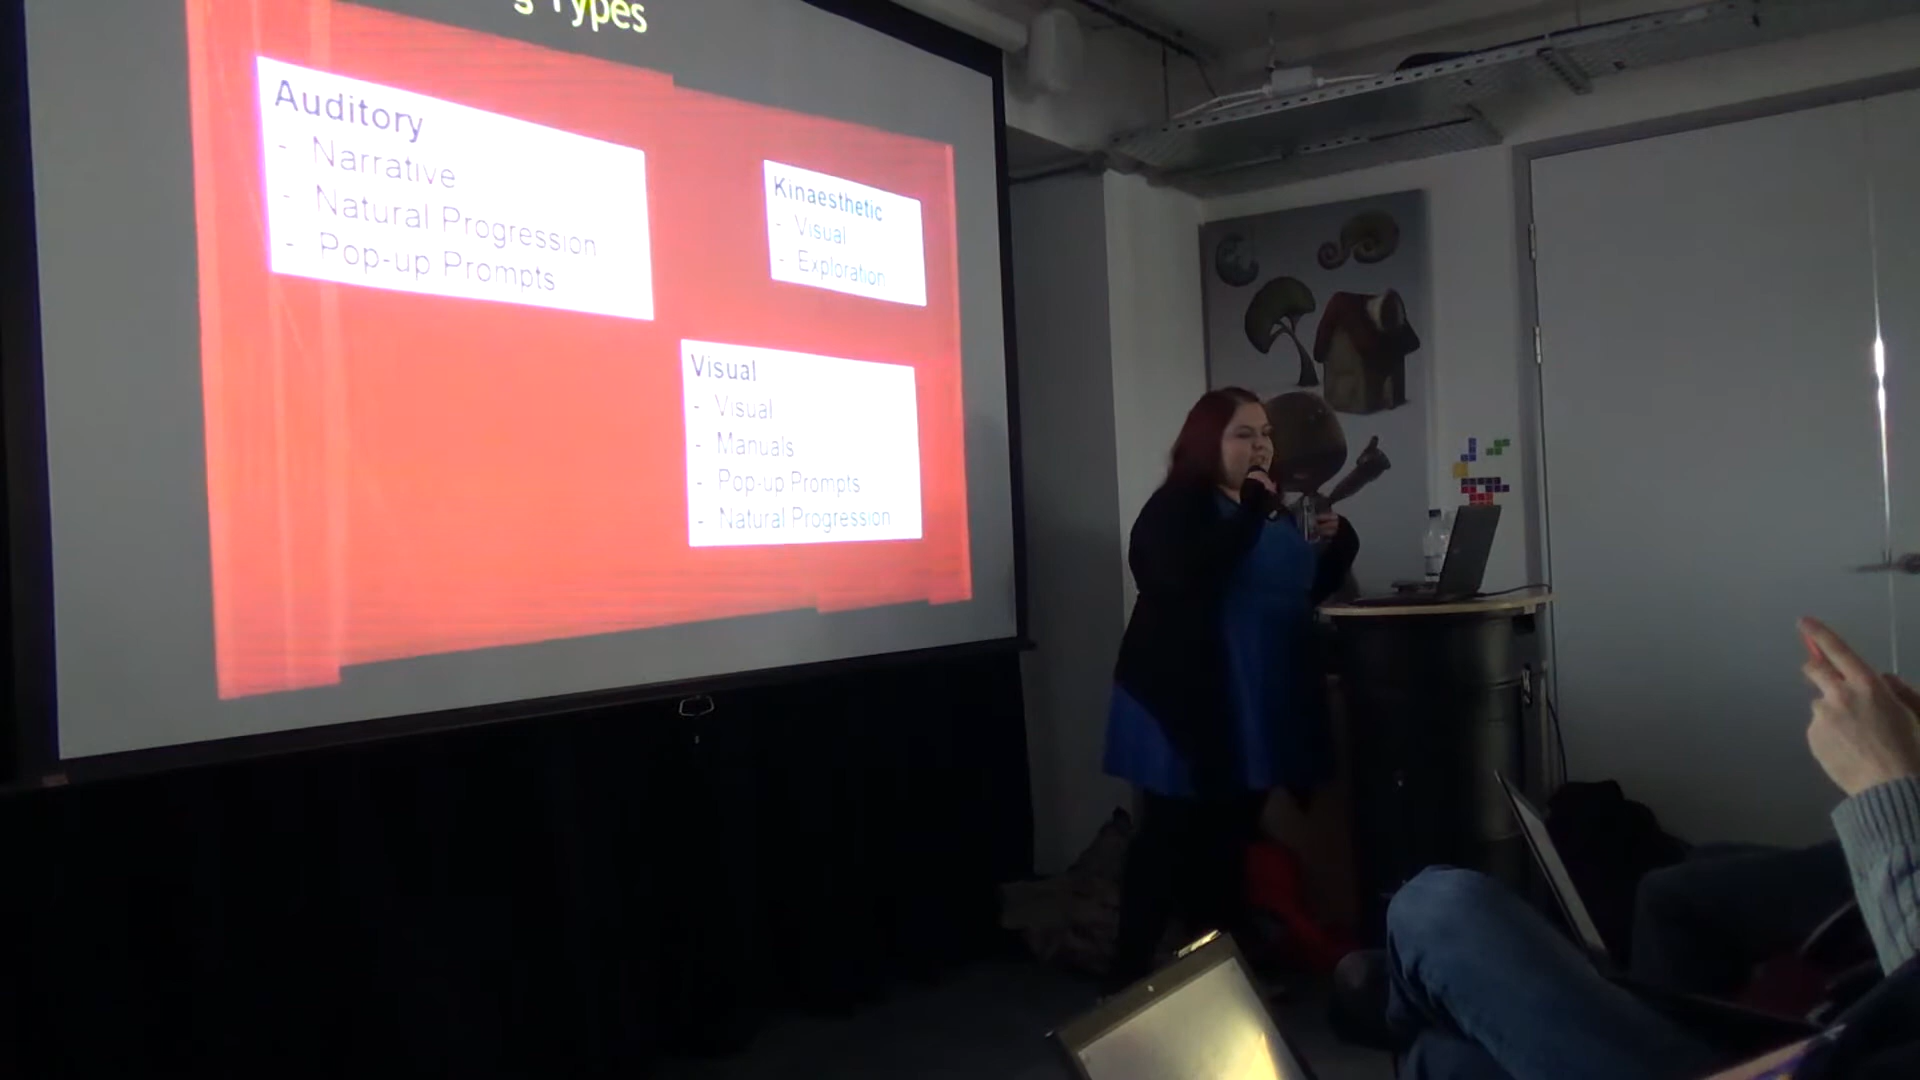 g Types
Auditory
- Narrative
- Natural Progression
- Pop-up Prompts
Kinaesthetic
- Visual
- Exploration
Visual
- Visual
- Manuals
- Pop-up Prompts
- Natural Progression